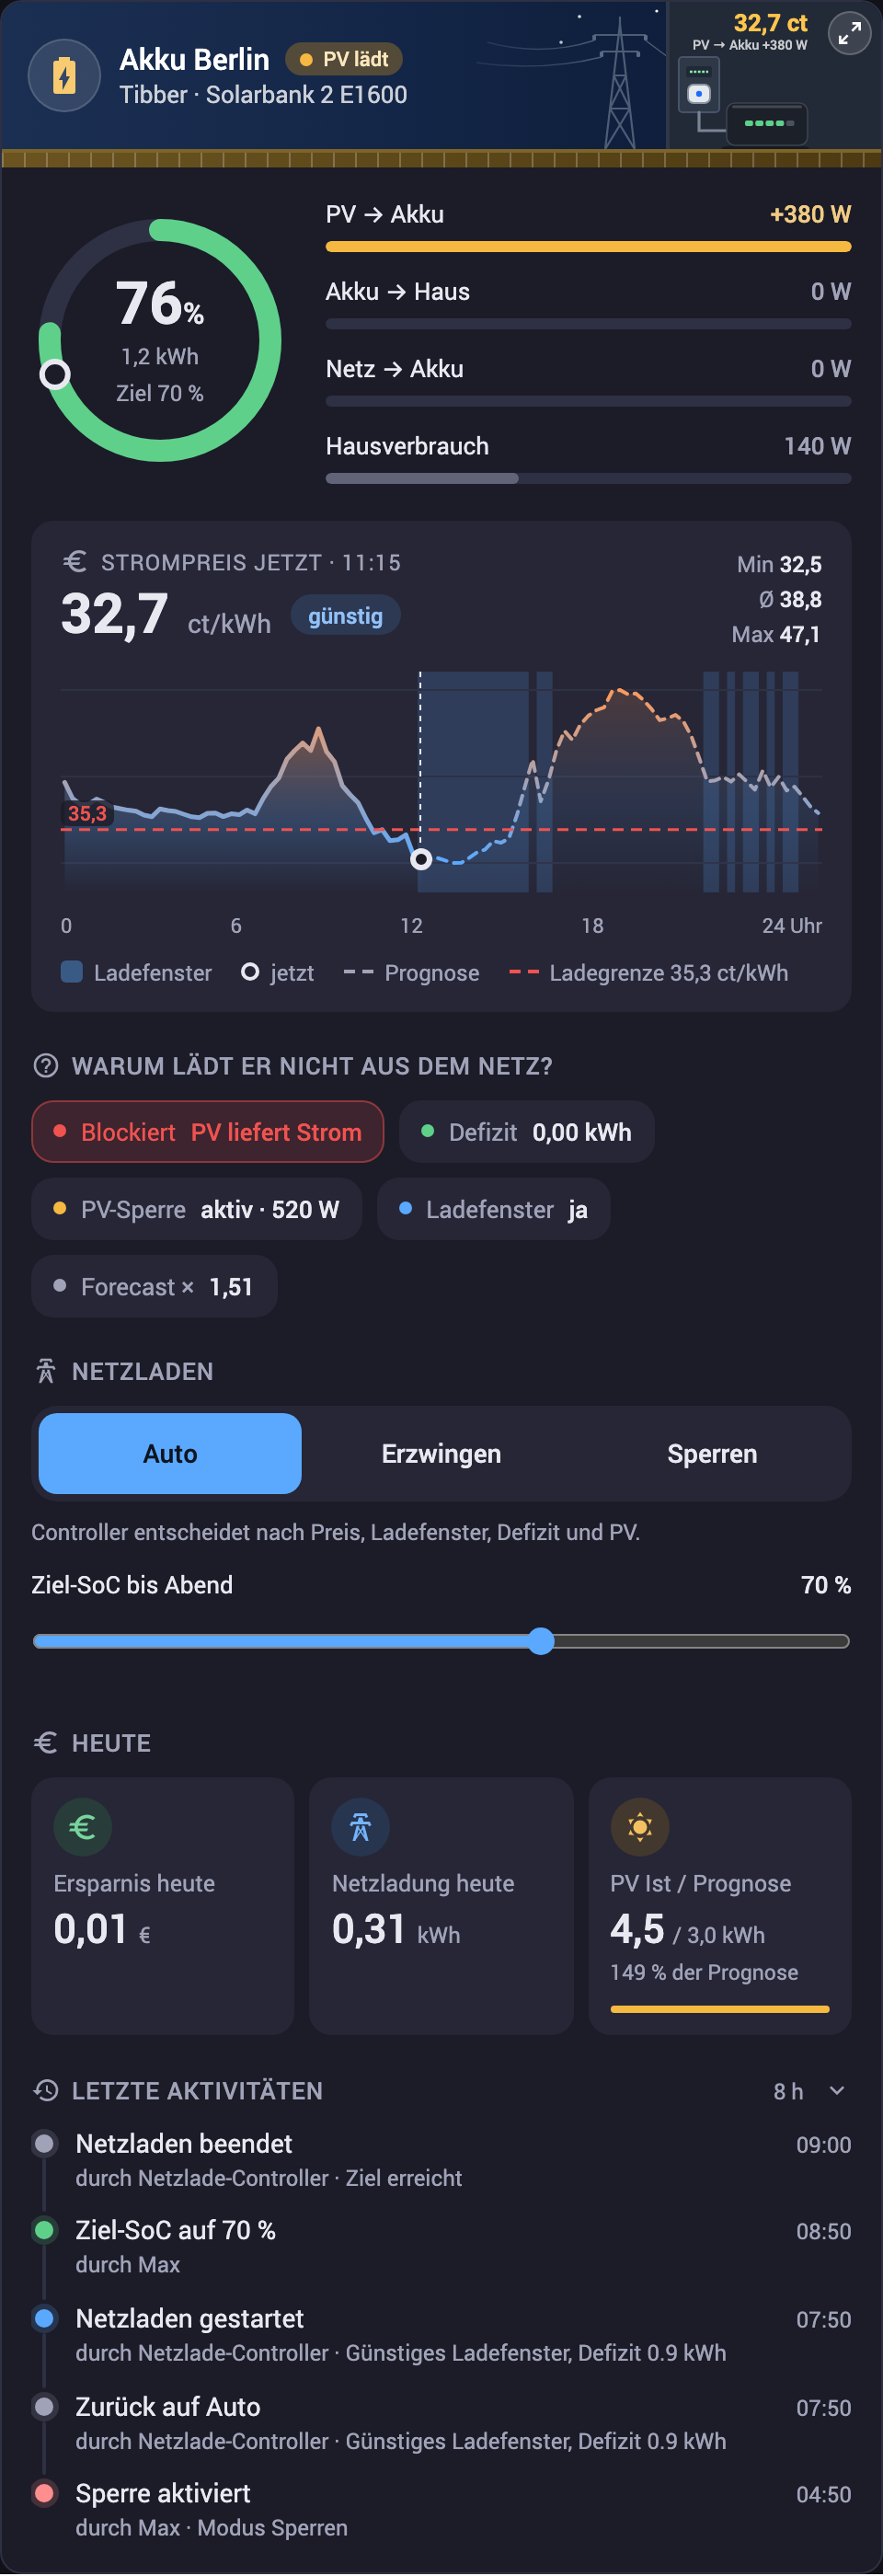 Akku Berlin
PV lädt
Tibber · Solarbank 2 E1600
32,7 ct
PV → Akku +380 W
76%
1,2 kWh
Ziel 70 %
PV → Akku +380 W
Akku → Haus 0 W
Netz → Akku 0 W
Hausverbrauch 140 W
STROMPREIS JETZT · 11:15
32,7 ct/kWh günstig
Min 32,5
Ø 38,8
Max 47,1
35,3
0 6 12 18 24 Uhr
Ladefenster jetzt Prognose Ladegrenze 35,3 ct/kWh
WARUM LÄDT ER NICHT AUS DEM NETZ?
Blockiert PV liefert Strom Defizit 0,00 kWh
PV-Sperre aktiv · 520 W Ladefenster ja
Forecast × 1,51
NETZLADEN
Auto Erzwingen Sperren
Controller entscheidet nach Preis, Ladefenster, Defizit und PV.
Ziel-SoC bis Abend 70 %
HEUTE
Ersparnis heute
0,01 €
Netzladung heute
0,31 kWh
PV Ist / Prognose
4,5 / 3,0 kWh
149 % der Prognose
LETZTE AKTIVITÄTEN 8 h
Netzladen beendet 09:00
durch Netzlade-Controller · Ziel erreicht
Ziel-SoC auf 70 % 08:50
durch Max
Netzladen gestartet 07:50
durch Netzlade-Controller · Günstiges Ladefenster, Defizit 0.9 kWh
Zurück auf Auto 07:50
durch Netzlade-Controller · Günstiges Ladefenster, Defizit 0.9 kWh
Sperre aktiviert 04:50
durch Max · Modus Sperren